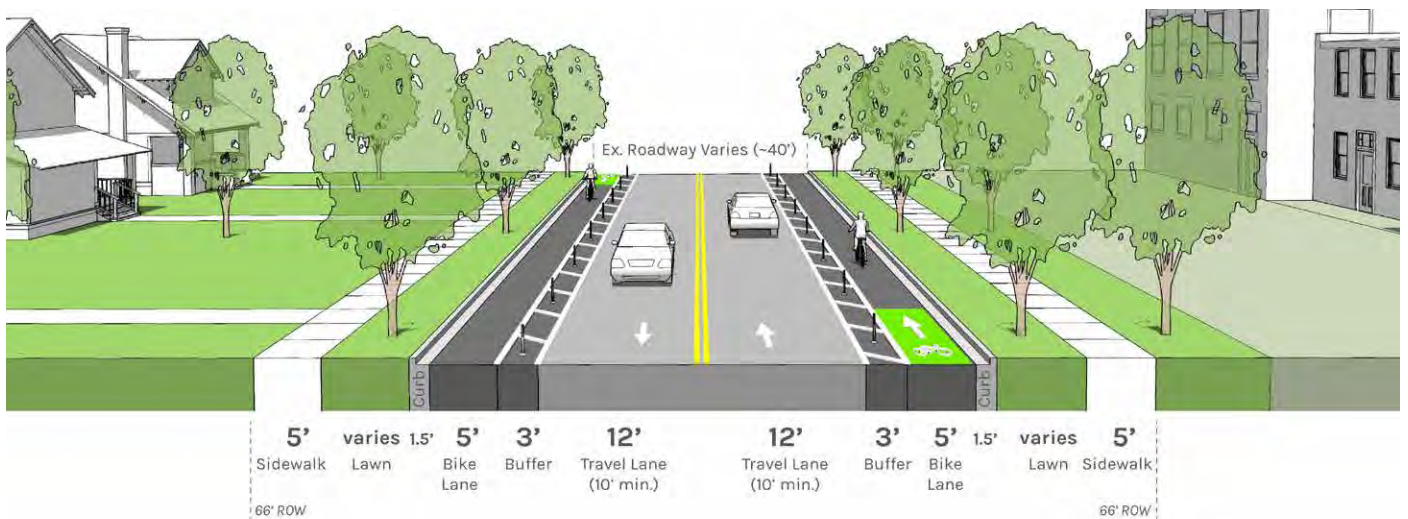 Ex. Roadway Varies (~40')
Curb
Curb
5' varies 1.5' 5' 3' 12' 12' 3' 5' 1.5' varies 5'
Sidewalk Lawn Bike Buffer Travel Lane Travel Lane Buffer Bike Lawn Sidewalk
Lane (10' min.) (10' min.) Lane
66' ROW 66' ROW